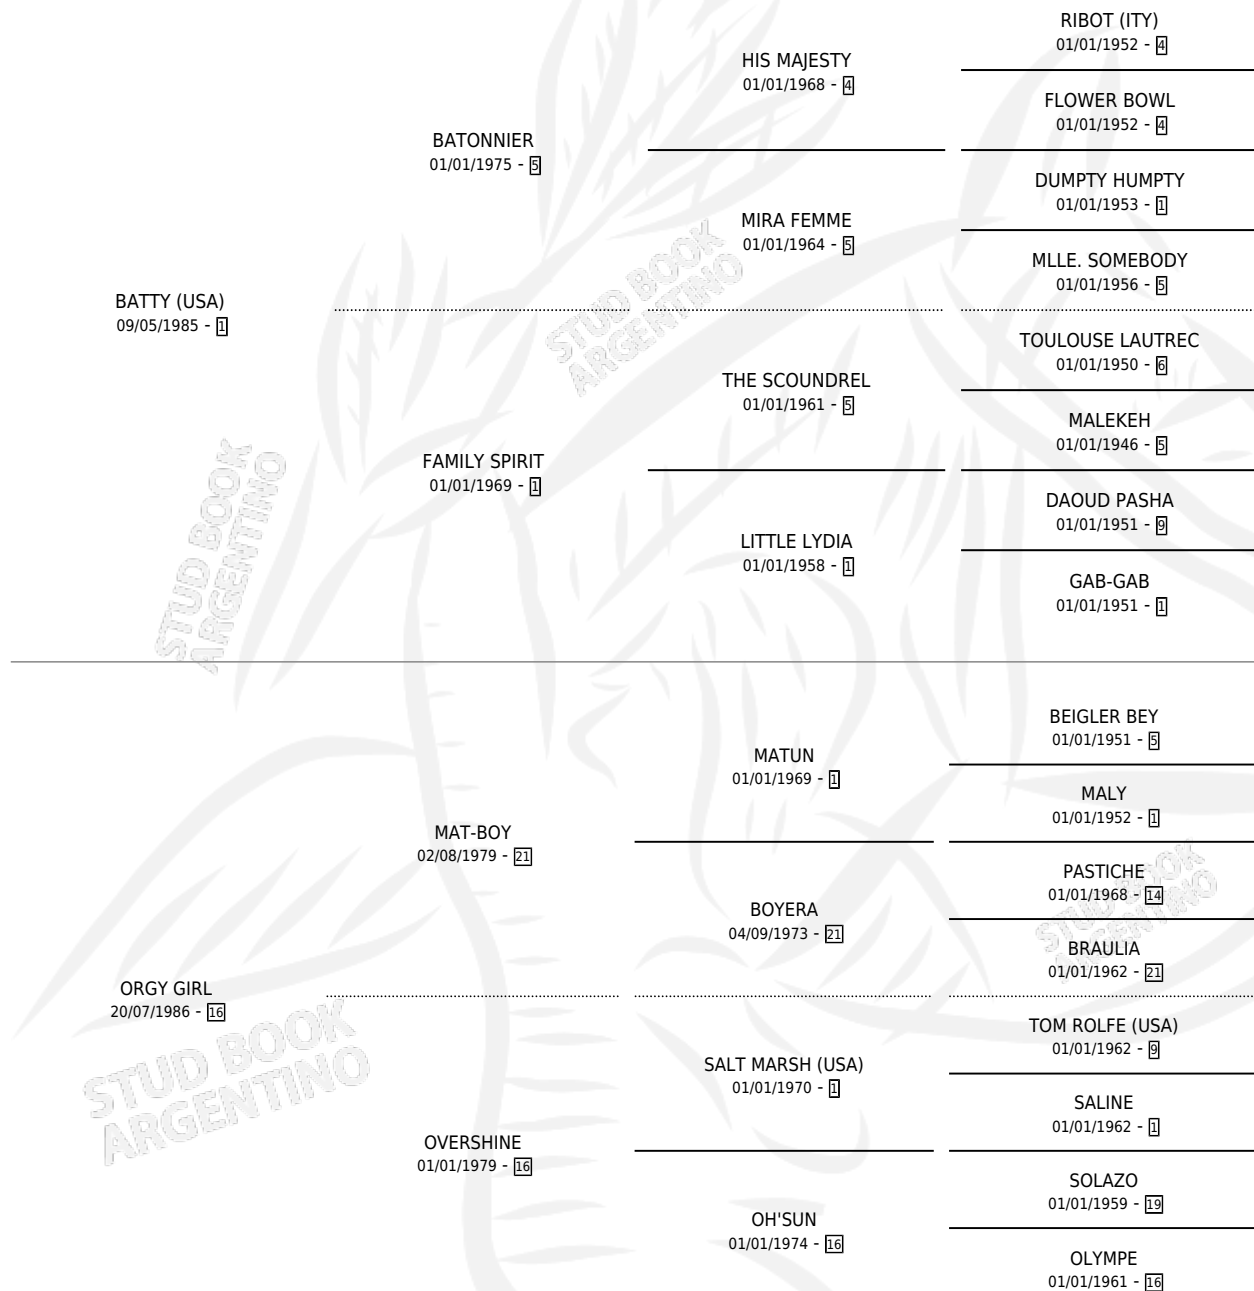 RIBOT (ITY)
01/01/1952 - 4
HIS MAJESTY
01/01/1968 - 4
FLOWER BOWL
01/01/1952 - 4
BATONNIER
01/01/1975 - 5
DUMPTY HUMPTY
01/01/1953 - 1
MIRA FEMME
01/01/1964 - 5
MLLE. SOMEBODY
01/01/1956 - 5
BATTY (USA)
09/05/1985 - 1
TOULOUSE LAUTREC
01/01/1950 - 6
THE SCOUNDREL
01/01/1961 - 5
MALEKEH
01/01/1946 - 5
FAMILY SPIRIT
01/01/1969 - 1
DAOUD PASHA
01/01/1951 - 9
LITTLE LYDIA
01/01/1958 - 1
GAB-GAB
01/01/1951 - 1
BEIGLER BEY
01/01/1951 - 5
MATUN
01/01/1969 - 1
MALY
01/01/1952 - 1
MAT-BOY
02/08/1979 - 21
PASTICHE
01/01/1968 - 14
BOYERA
04/09/1973 - 21
BRAULIA
01/01/1962 - 21
ORGY GIRL
20/07/1986 - 16
TOM ROLFE (USA)
01/01/1962 - 9
SALT MARSH (USA)
01/01/1970 - 1
SALINE
01/01/1962 - 1
OVERSHINE
01/01/1979 - 16
SOLAZO
01/01/1959 - 19
OH'SUN
01/01/1974 - 16
OLYMPE
01/01/1961 - 16
STUD BOOK
ARGENTINO
STUD BOOK
ARGENTINO
STUD BOOK
ARGENTINO
STUD BOOK
ARGENTINO